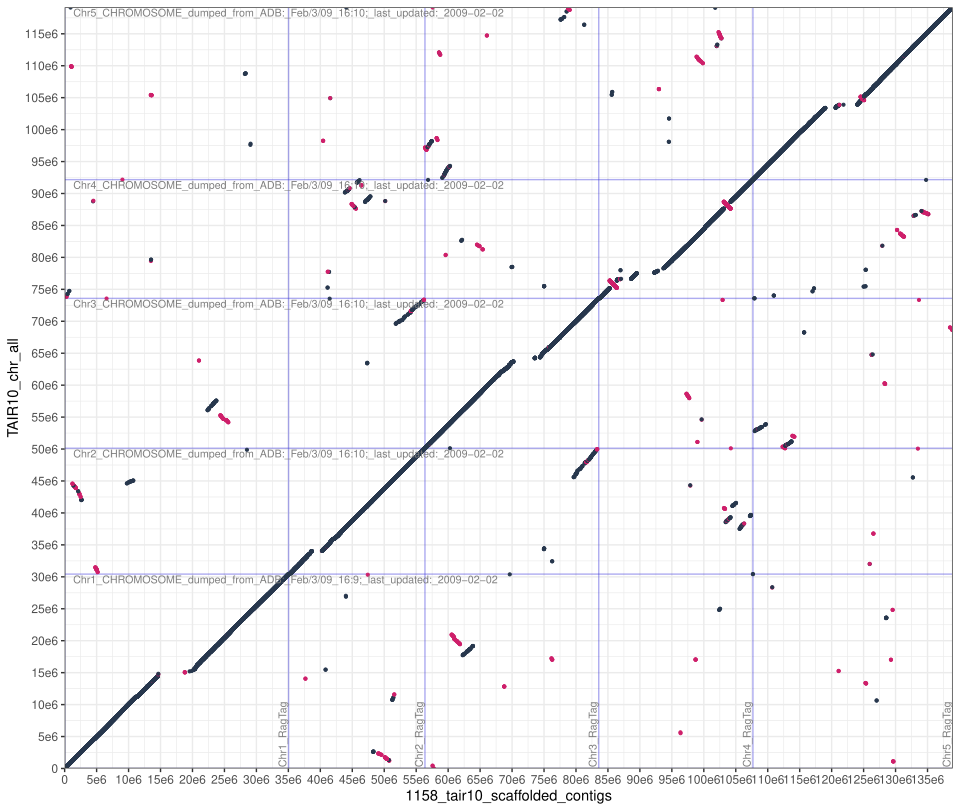 Chr5_CHROMOSOME_dumped_from_ADB:_Feb/3/09_16:10;_last_updated:_2009−02−02
115e6
110e6
105e6
100e6
95e6
Chr4_CHROMOSOME_dumped_from_ADB:_Feb/3/09_16:10;_last_updated:_2009−02−02
90e6
85e6
80e6
75e6
Chr3_CHROMOSOME_dumped_from_ADB:_Feb/3/09_16:10;_last_updated:_2009−02−02
70e6
65e6
60e6
55e6
50e6
Chr2_CHROMOSOME_dumped_from_ADB:_Feb/3/09_16:10;_last_updated:_2009−02−02
45e6
40e6
35e6
30e6
Chr1_CHROMOSOME_dumped_from_ADB:_Feb/3/09_16:9;_last_updated:_2009−02−02
25e6
20e6
15e6
10e6
5e6
0
TAIR10_chr_all
Chr1_RagTag
Chr2_RagTag
Chr3_RagTag
Chr4_RagTag
Chr5_RagTag
0 5e6 10e6 15e6 20e6 25e6 30e6 35e6 40e6 45e6 50e6 55e6 60e6 65e6 70e6 75e6 80e6 85e6 90e6 95e6 100e6 105e6 110e6 115e6 120e6 125e6 130e6 135e6
1158_tair10_scaffolded_contigs